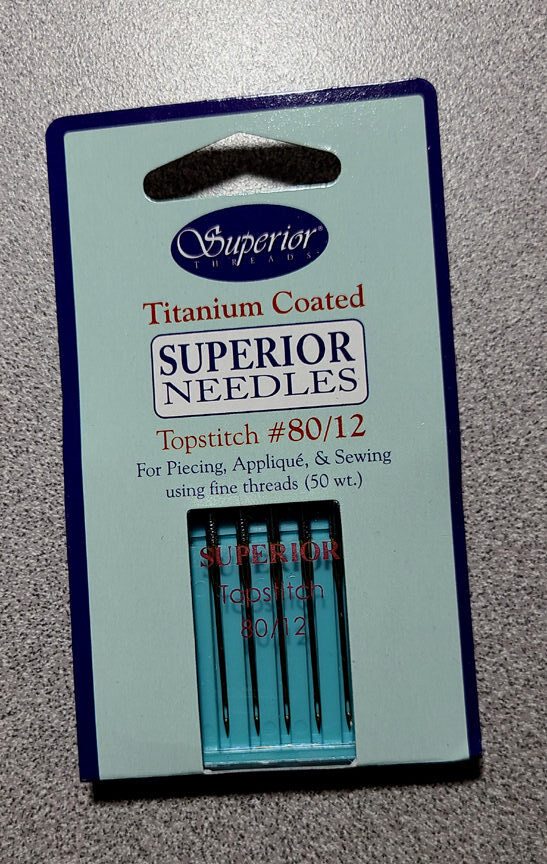 Superior®
THREADS
Titanium Coated
SUPERIOR
NEEDLES
Topstitch #80/12
For Piecing, Appliqué, & Sewing
using fine threads (50 wt.)
SUPERIOR
Topstitch
80/12